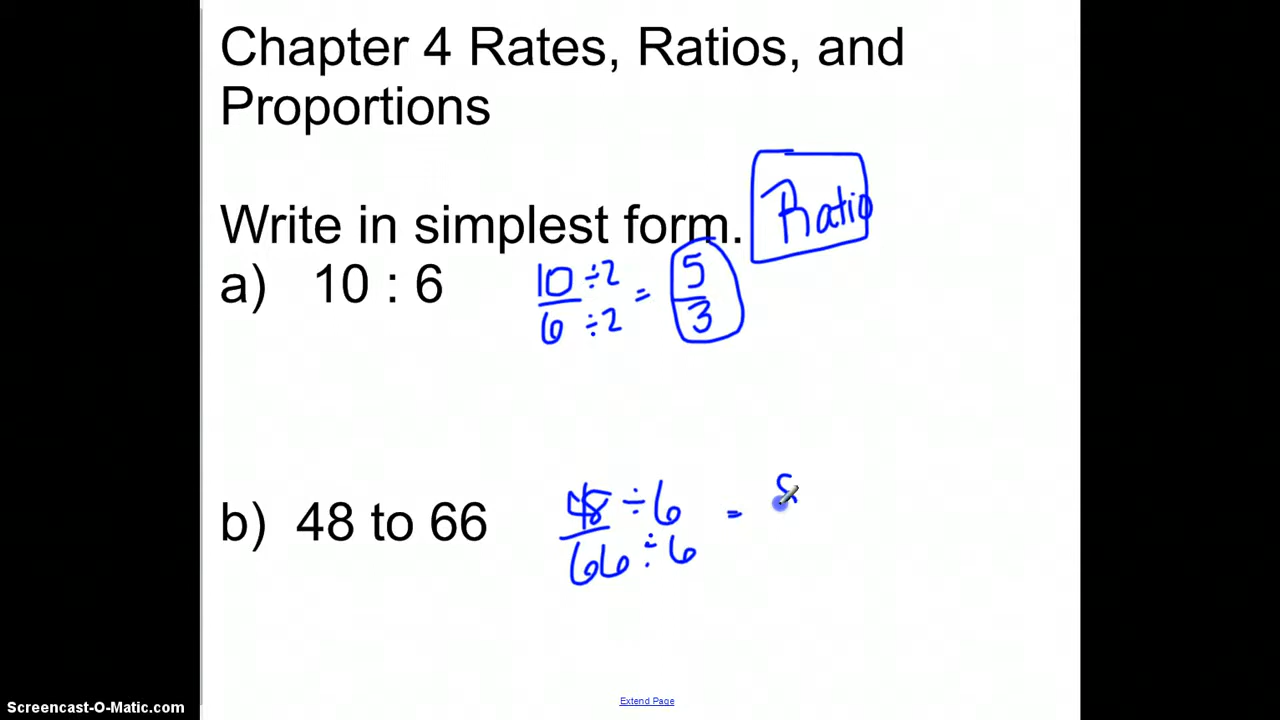 Chapter 4 Rates, Ratios, and
Proportions
Write in simplest form.
Ratio
a) 10 : 6
10 ÷2
6 ÷2
=
5
3
b) 48 to 66
48 ÷6
66 ÷6
=
Extend Page
Screencast-O-Matic.com